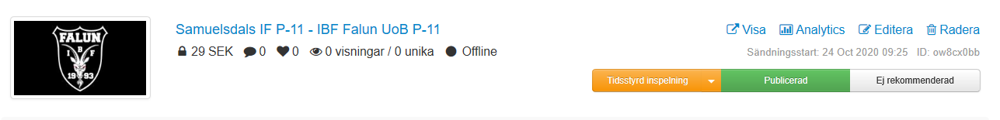 FALUN
I B F
19 93
Samuelsdals IF P-11 - IBF Falun UoB P-11
29 SEK 0 0 0 visningar / 0 unika Offline
Visa Analytics Editera Radera
Sändningsstart: 24 Oct 2020 09:25 ID: ow8cx0bb
Tidsstyrd inspelning Publicerad Ej rekommenderad